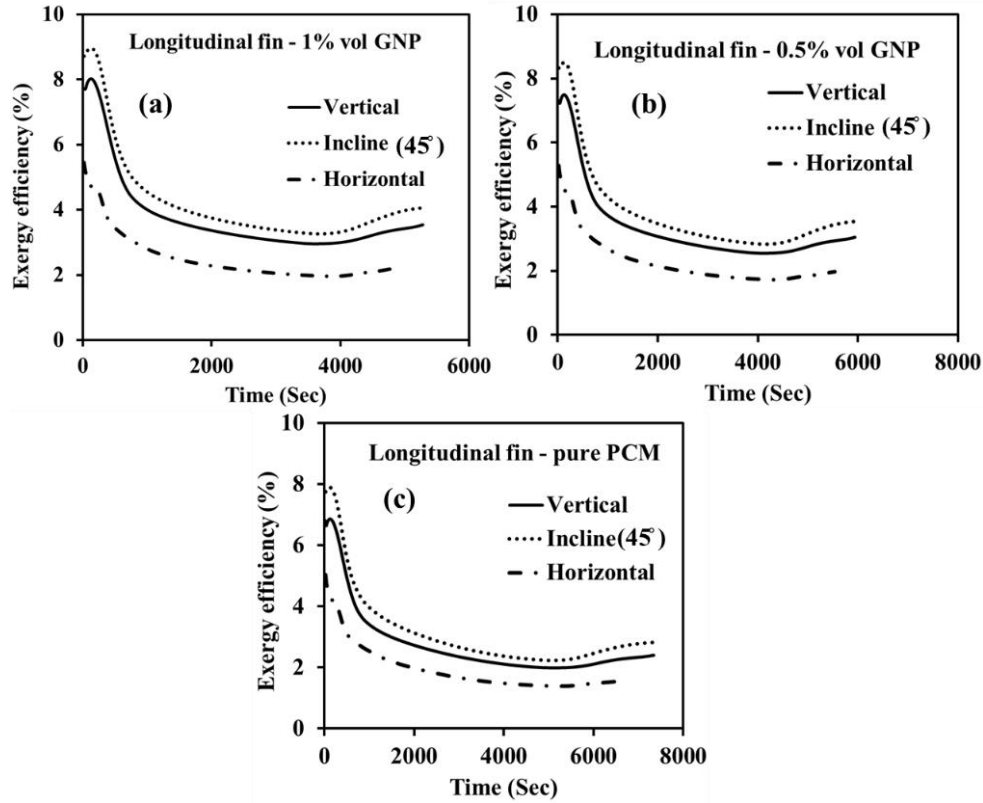 Longitudinal fin - 1% vol GNP
(a)
Vertical
Incline (45°)
Horizontal
Exergy efficiency (%)
10
8
6
4
2
0
0 2000 4000 6000
Time (Sec)
Longitudinal fin - 0.5% vol GNP
(b)
Vertical
Incline (45°)
Horizontal
Exergy efficiency (%)
10
8
6
4
2
0
0 2000 4000 6000 8000
Time (Sec)
Longitudinal fin - pure PCM
(c)
Vertical
Incline(45°)
Horizontal
Exergy efficiency (%)
10
8
6
4
2
0
0 2000 4000 6000 8000
Time (Sec)